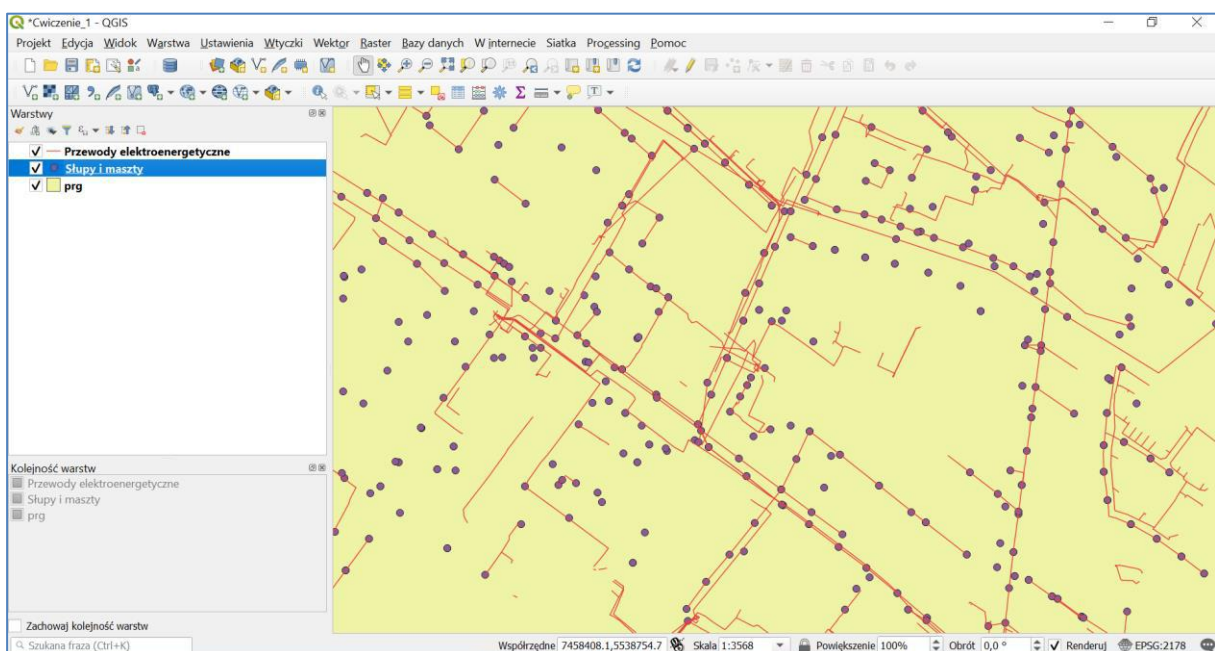 *Cwiczenie_1 - QGIS
Projekt Edycja Widok Warstwa Ustawienia Wtyczki Wektor Raster Bazy danych W internecie Siatka Processing Pomoc
Warstwy
Przewody elektroenergetyczne
Słupy i maszty
prg
Kolejność warstw
Przewody elektroenergetyczne
Słupy i maszty
prg
Zachowaj kolejność warstw
Szukana fraza (Ctrl+K)
Współrzędne 7458408.1,5538754.7 Skala 1:3568 Powiększenie 100% Obrót 0,0 ° Renderuj EPSG:2178